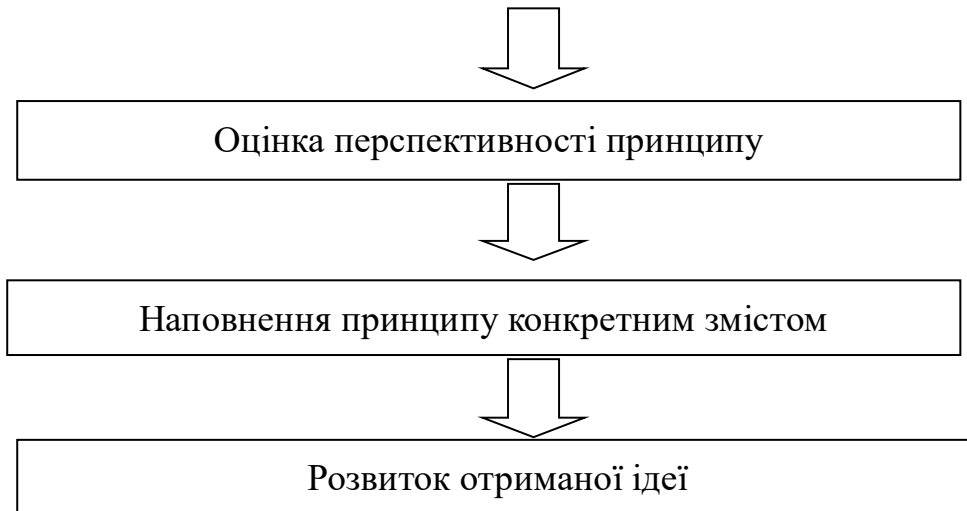 Оцінка перспективності принципу
Наповнення принципу конкретним змістом
Розвиток отриманої ідеї